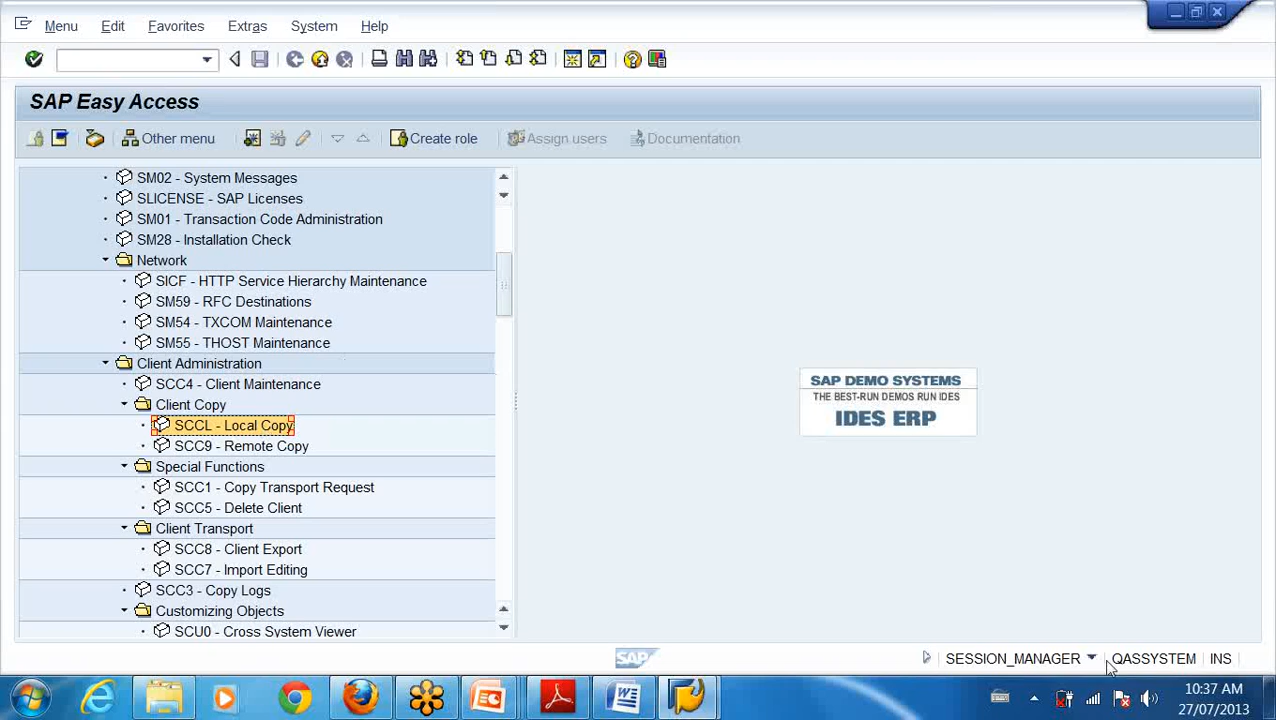 Menu Edit Favorites Extras System Help
SAP Easy Access
Other menu Create role Assign users Documentation
SM02 - System Messages
SLICENSE - SAP Licenses
SM01 - Transaction Code Administration
SM28 - Installation Check
Network
SICF - HTTP Service Hierarchy Maintenance
SM59 - RFC Destinations
SM54 - TXCOM Maintenance
SM55 - THOST Maintenance
Client Administration
SCC4 - Client Maintenance
Client Copy
SCCL - Local Copy
SCC9 - Remote Copy
Special Functions
SCC1 - Copy Transport Request
SCC5 - Delete Client
Client Transport
SCC8 - Client Export
SCC7 - Import Editing
SCC3 - Copy Logs
Customizing Objects
SCU0 - Cross System Viewer
SAP DEMO SYSTEMS
THE BEST-RUN DEMOS RUN IDES
IDES ERP
SAP SESSION_MANAGER QASSYSTEM INS
10:37 AM
27/07/2013